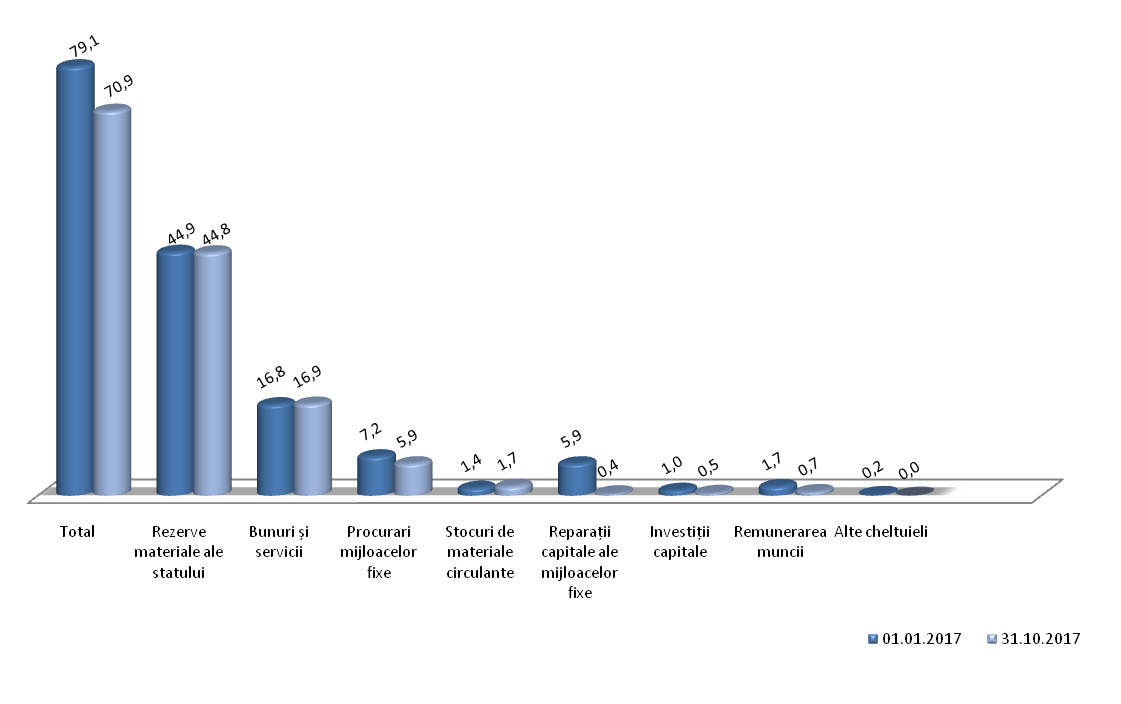 79,1
70,9
44,9 44,8
16,8 16,9
7,2 5,9
1,4 1,7
5,9 0,4
1,0 0,5
1,7 0,7
0,2 0,0
Total
Rezerve
materiale ale
statului
Bunuri și
servicii
Procurari
mijloacelor
fixe
Stocuri de
materiale
circulante
Reparații
capitale ale
mijloacelor
fixe
Investiții
capitale
Remunerarea
muncii
Alte cheltuieli
01.01.2017 31.10.2017